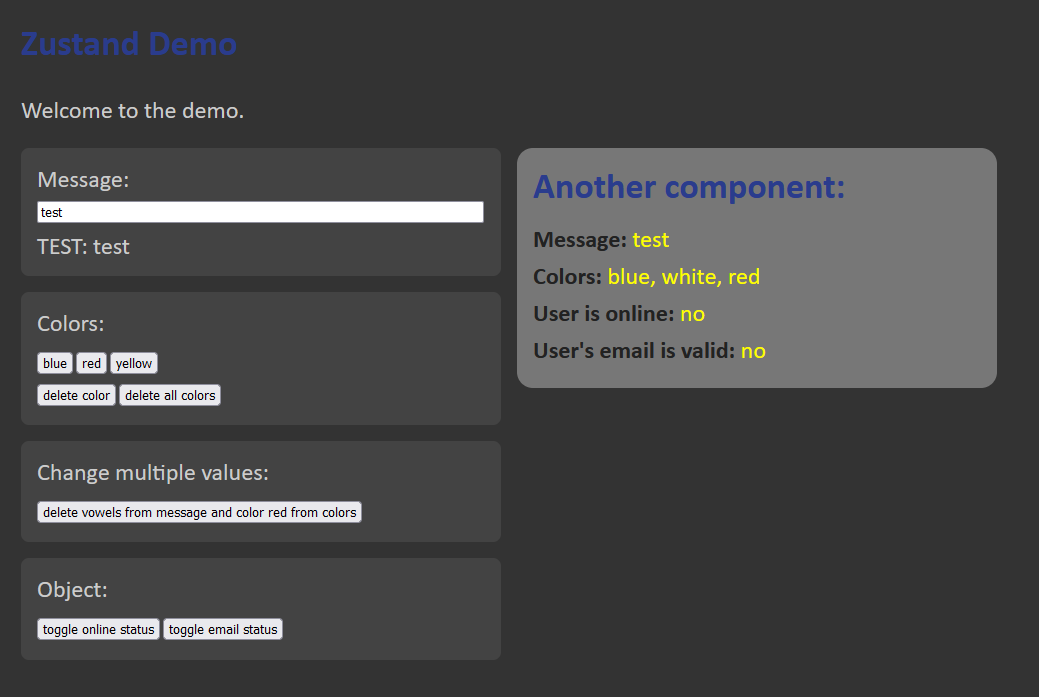 Zustand Demo
Welcome to the demo.
Message:
test
TEST: test
Colors:
blue red yellow
delete color delete all colors
Change multiple values:
delete vowels from message and color red from colors
Object:
toggle online status toggle email status
Another component:
Message: test
Colors: blue, white, red
User is online: no
User's email is valid: no